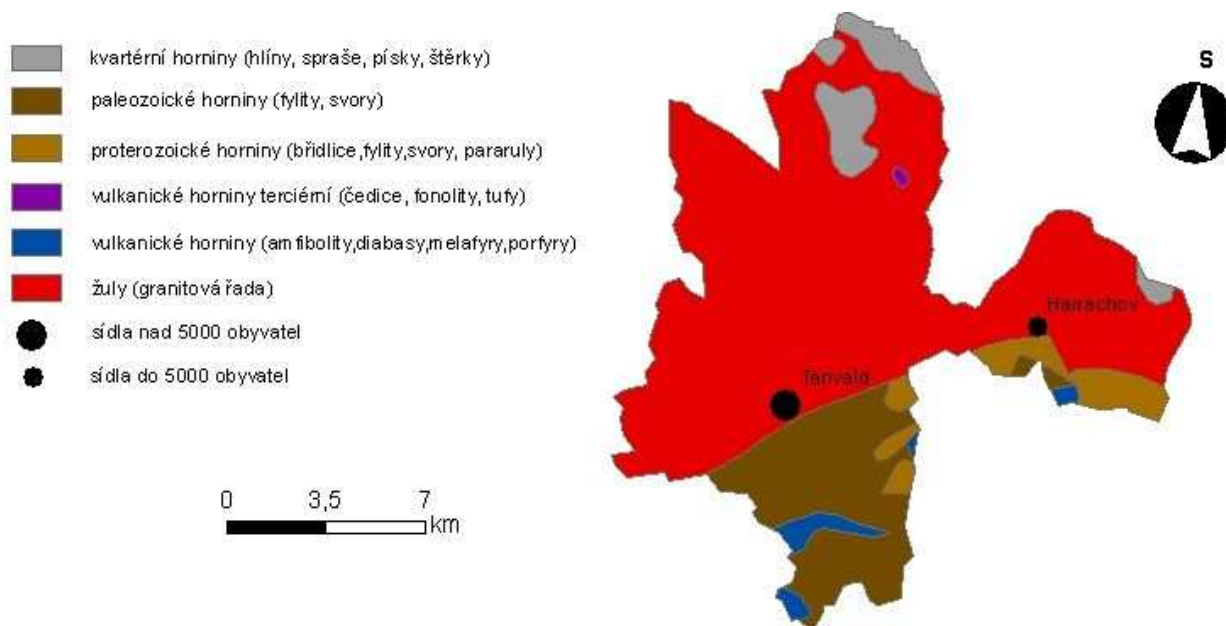 kvartérní horniny (hlíny, spraše, písky, štěrky)
paleozoické horniny (fylity, svory)
proterozoické horniny (břidlice,fylity,svory, pararuly)
vulkanické horniny terciérní (čedice, fonolity, tufy)
vulkanické horniny (amfibolity,diabasy,melafyry,porfyry)
žuly (granitová řada)
sídla nad 5000 obyvatel
sídla do 5000 obyvatel
0 3,5 7
km
S
Harrachov
Tanvald